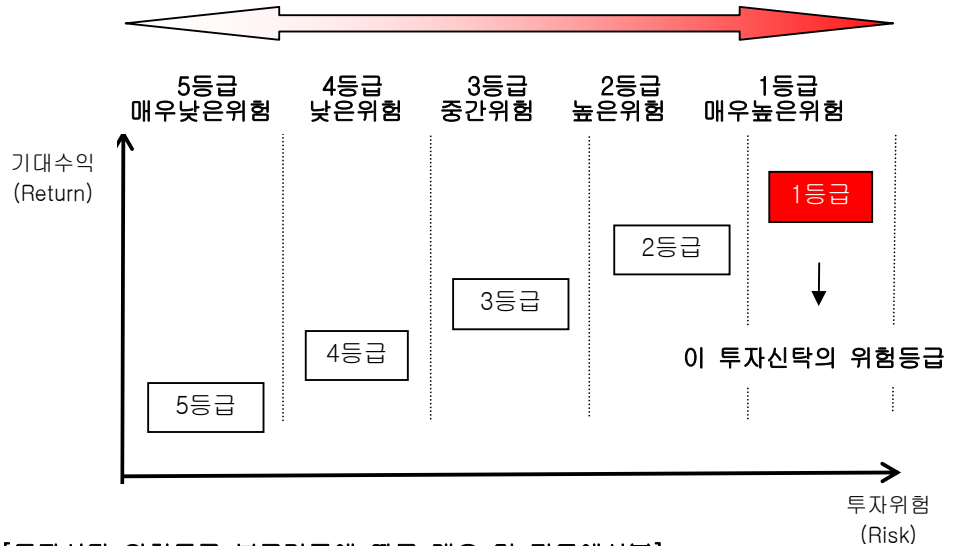 5등급
매우낮은위험
4등급
낮은위험
3등급
중간위험
2등급
높은위험
1등급
매우높은위험
기대수익
(Return)
1등급
2등급
3등급
4등급
5등급
이 투자신탁의 위험등급
투자위험
(Risk)